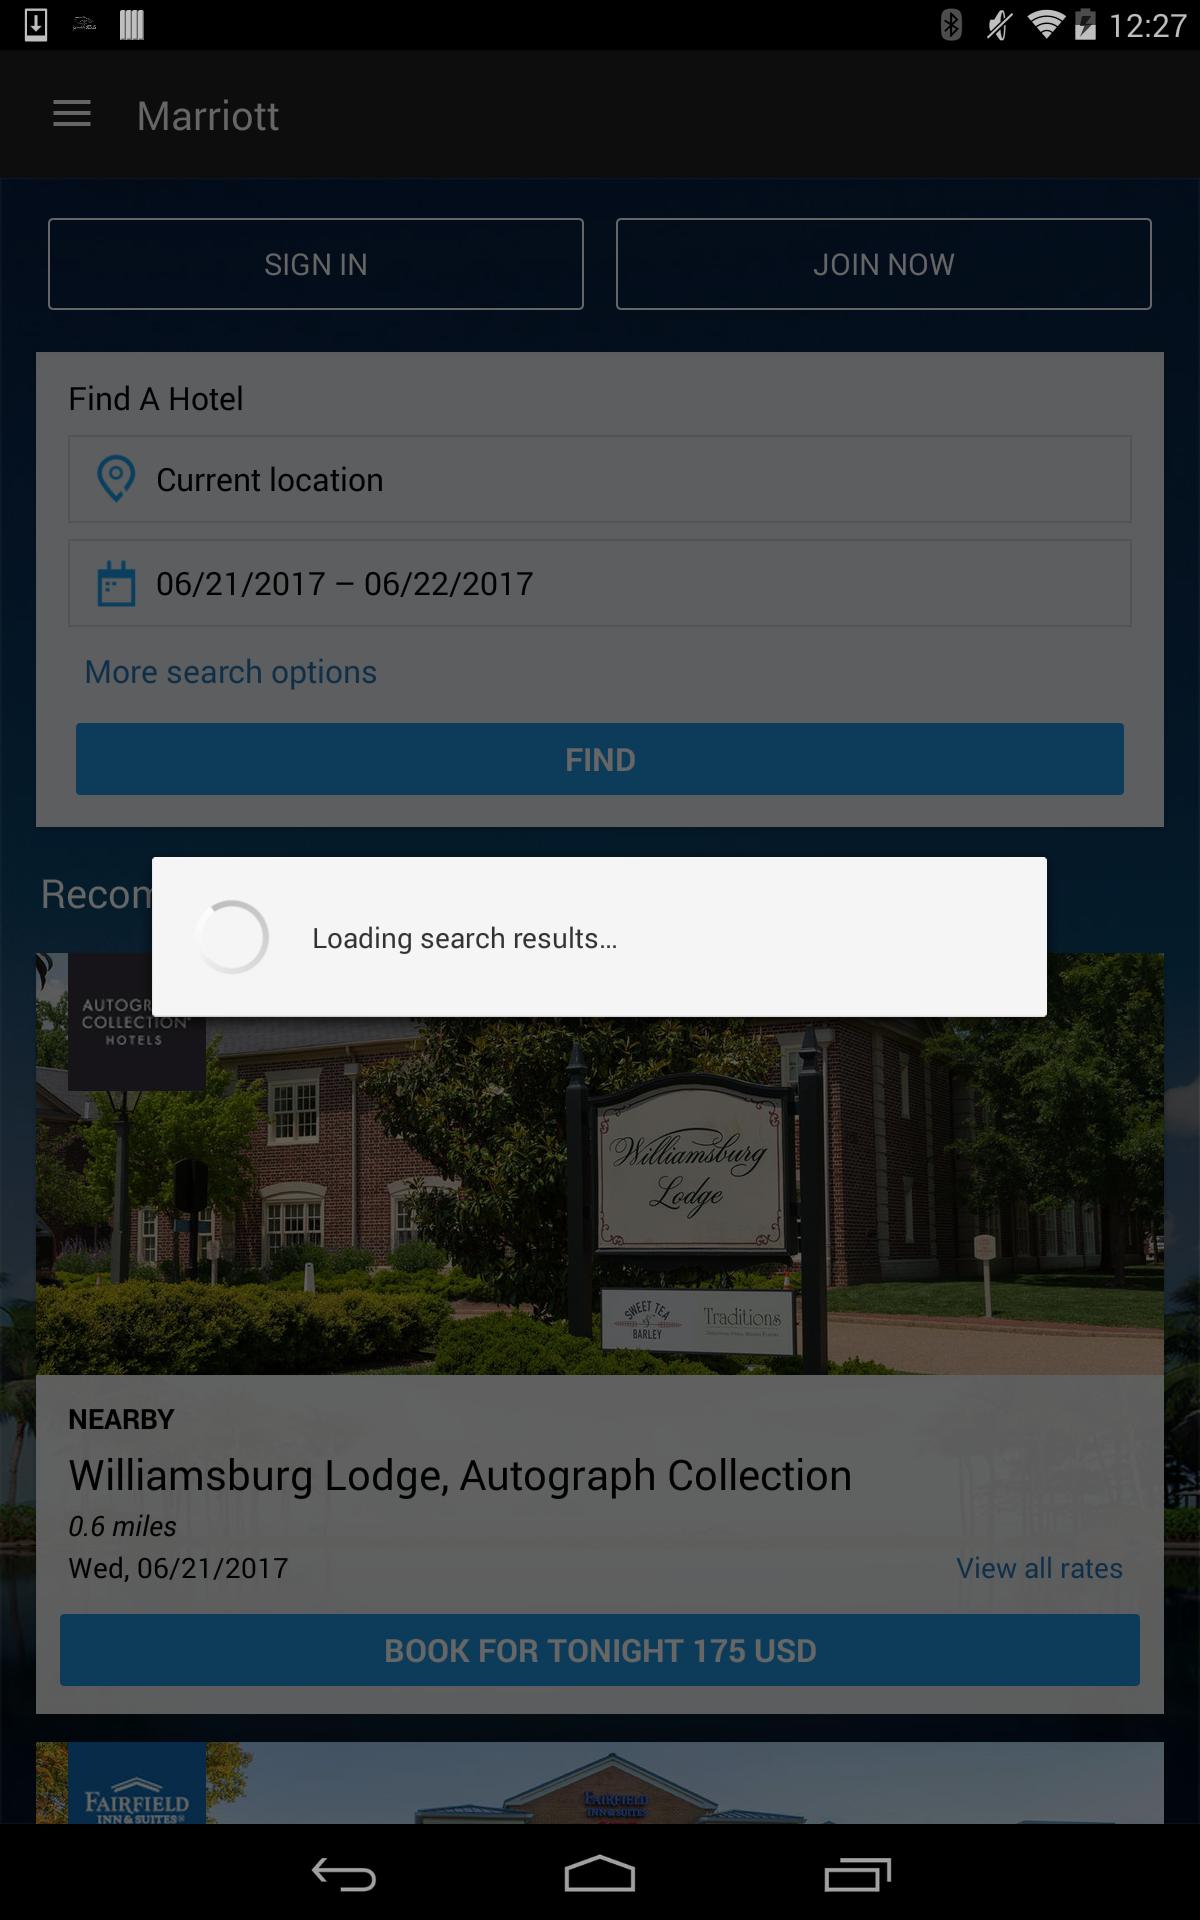 12:27
Marriott
SIGN IN
JOIN NOW
Find A Hotel
Current location
06/21/2017 – 06/22/2017
More search options
FIND
Loading search results...
AUTOGR
COLLECTION
HOTELS
Williamsburg
Lodge
SWEET TEA
&
BARLEY
Traditions
NEARBY
Williamsburg Lodge, Autograph Collection
0.6 miles
Wed, 06/21/2017
View all rates
BOOK FOR TONIGHT 175 USD
FAIRFIELD
INN & SUITES®
FAIRFIELD
INN & SUITES